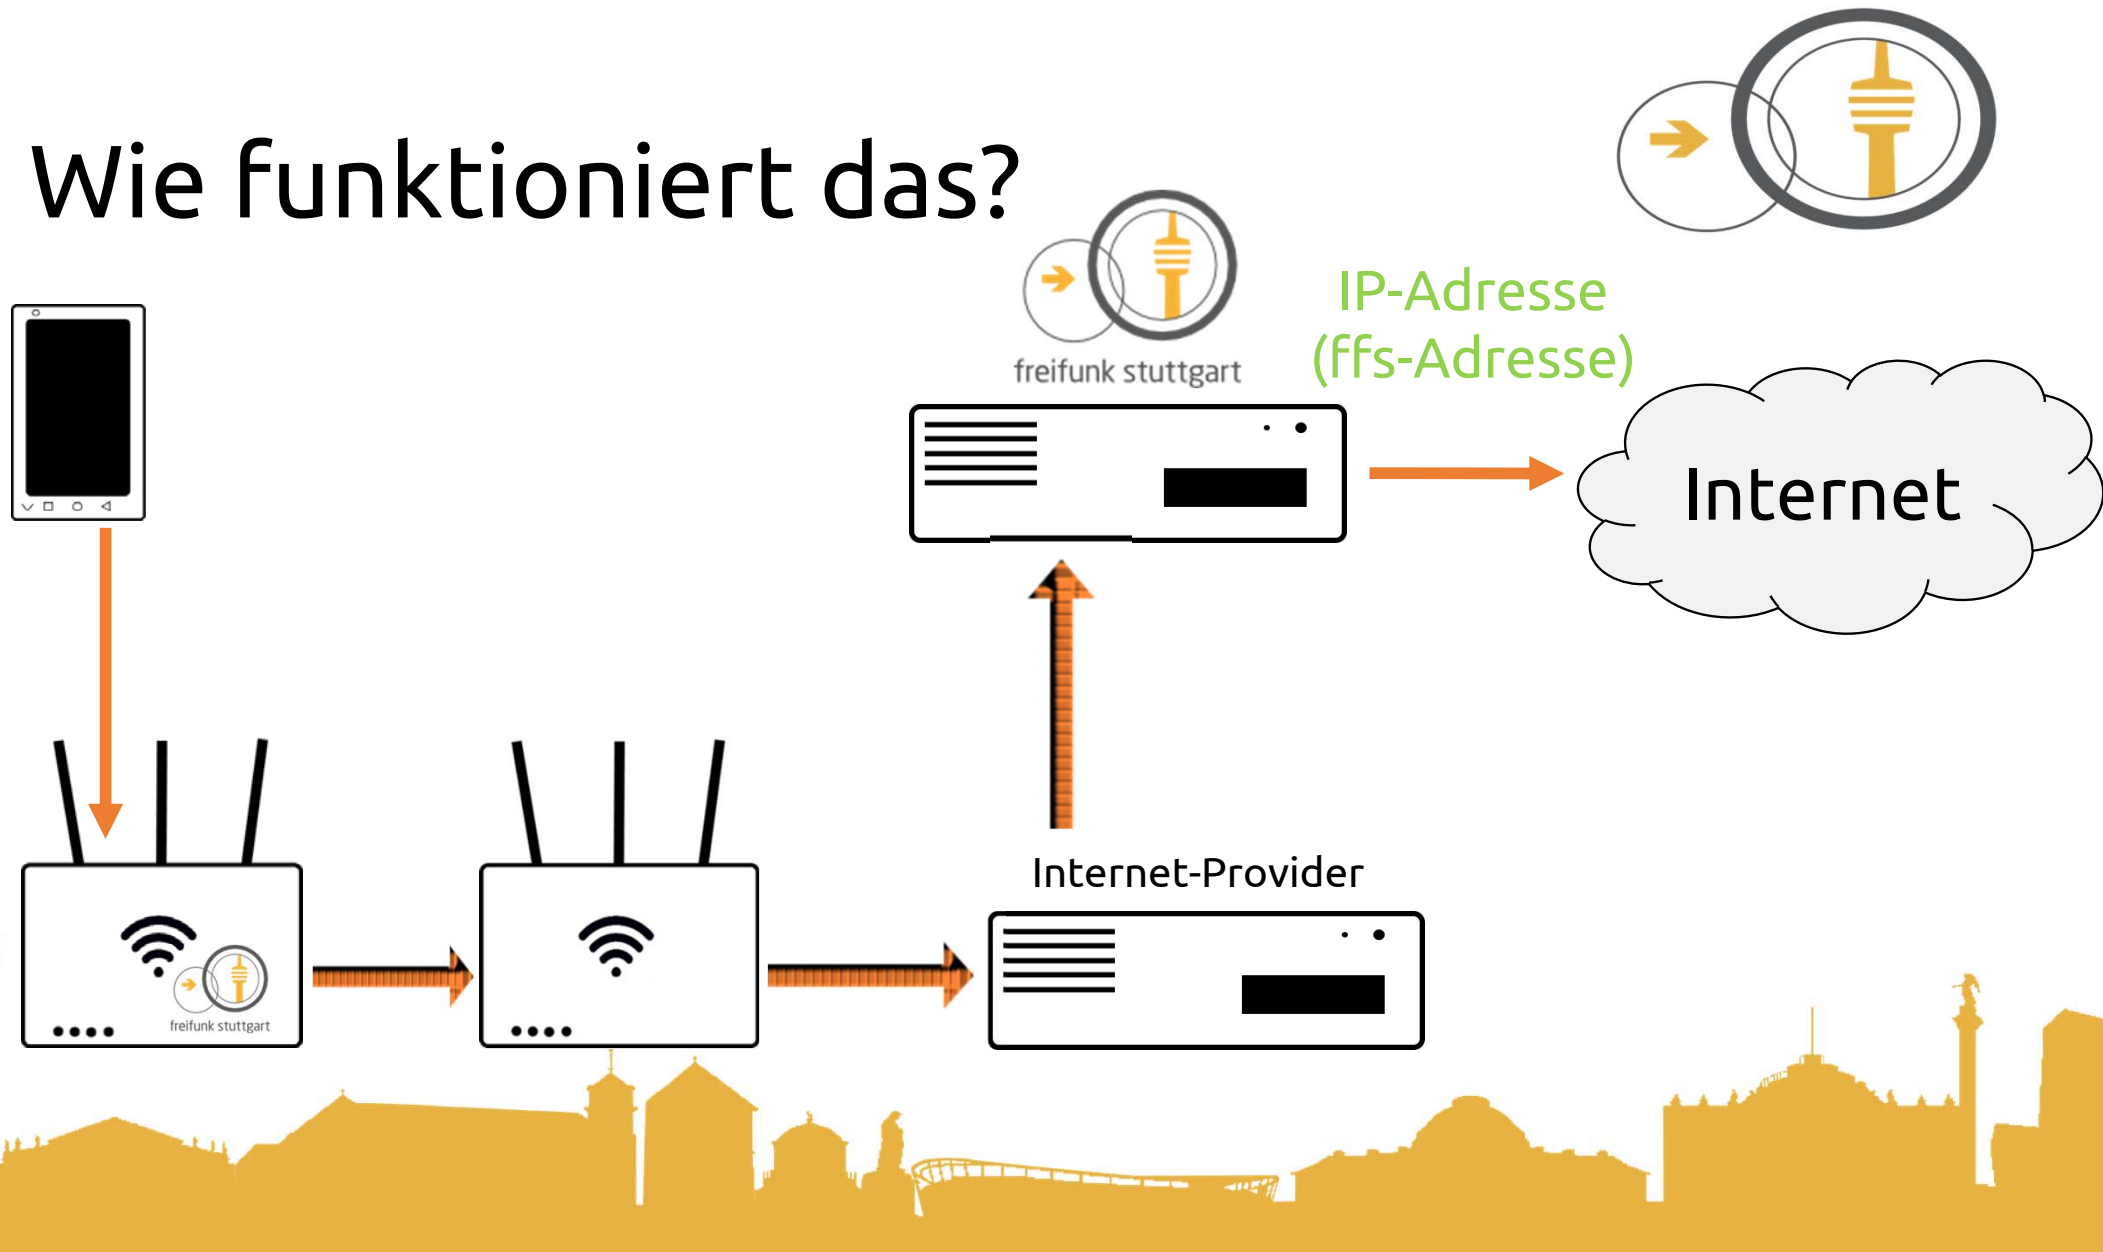 Wie funktioniert das?
freifunk stuttgart
IP-Adresse
(ffs-Adresse)
Internet
Internet-Provider
freifunk stuttgart